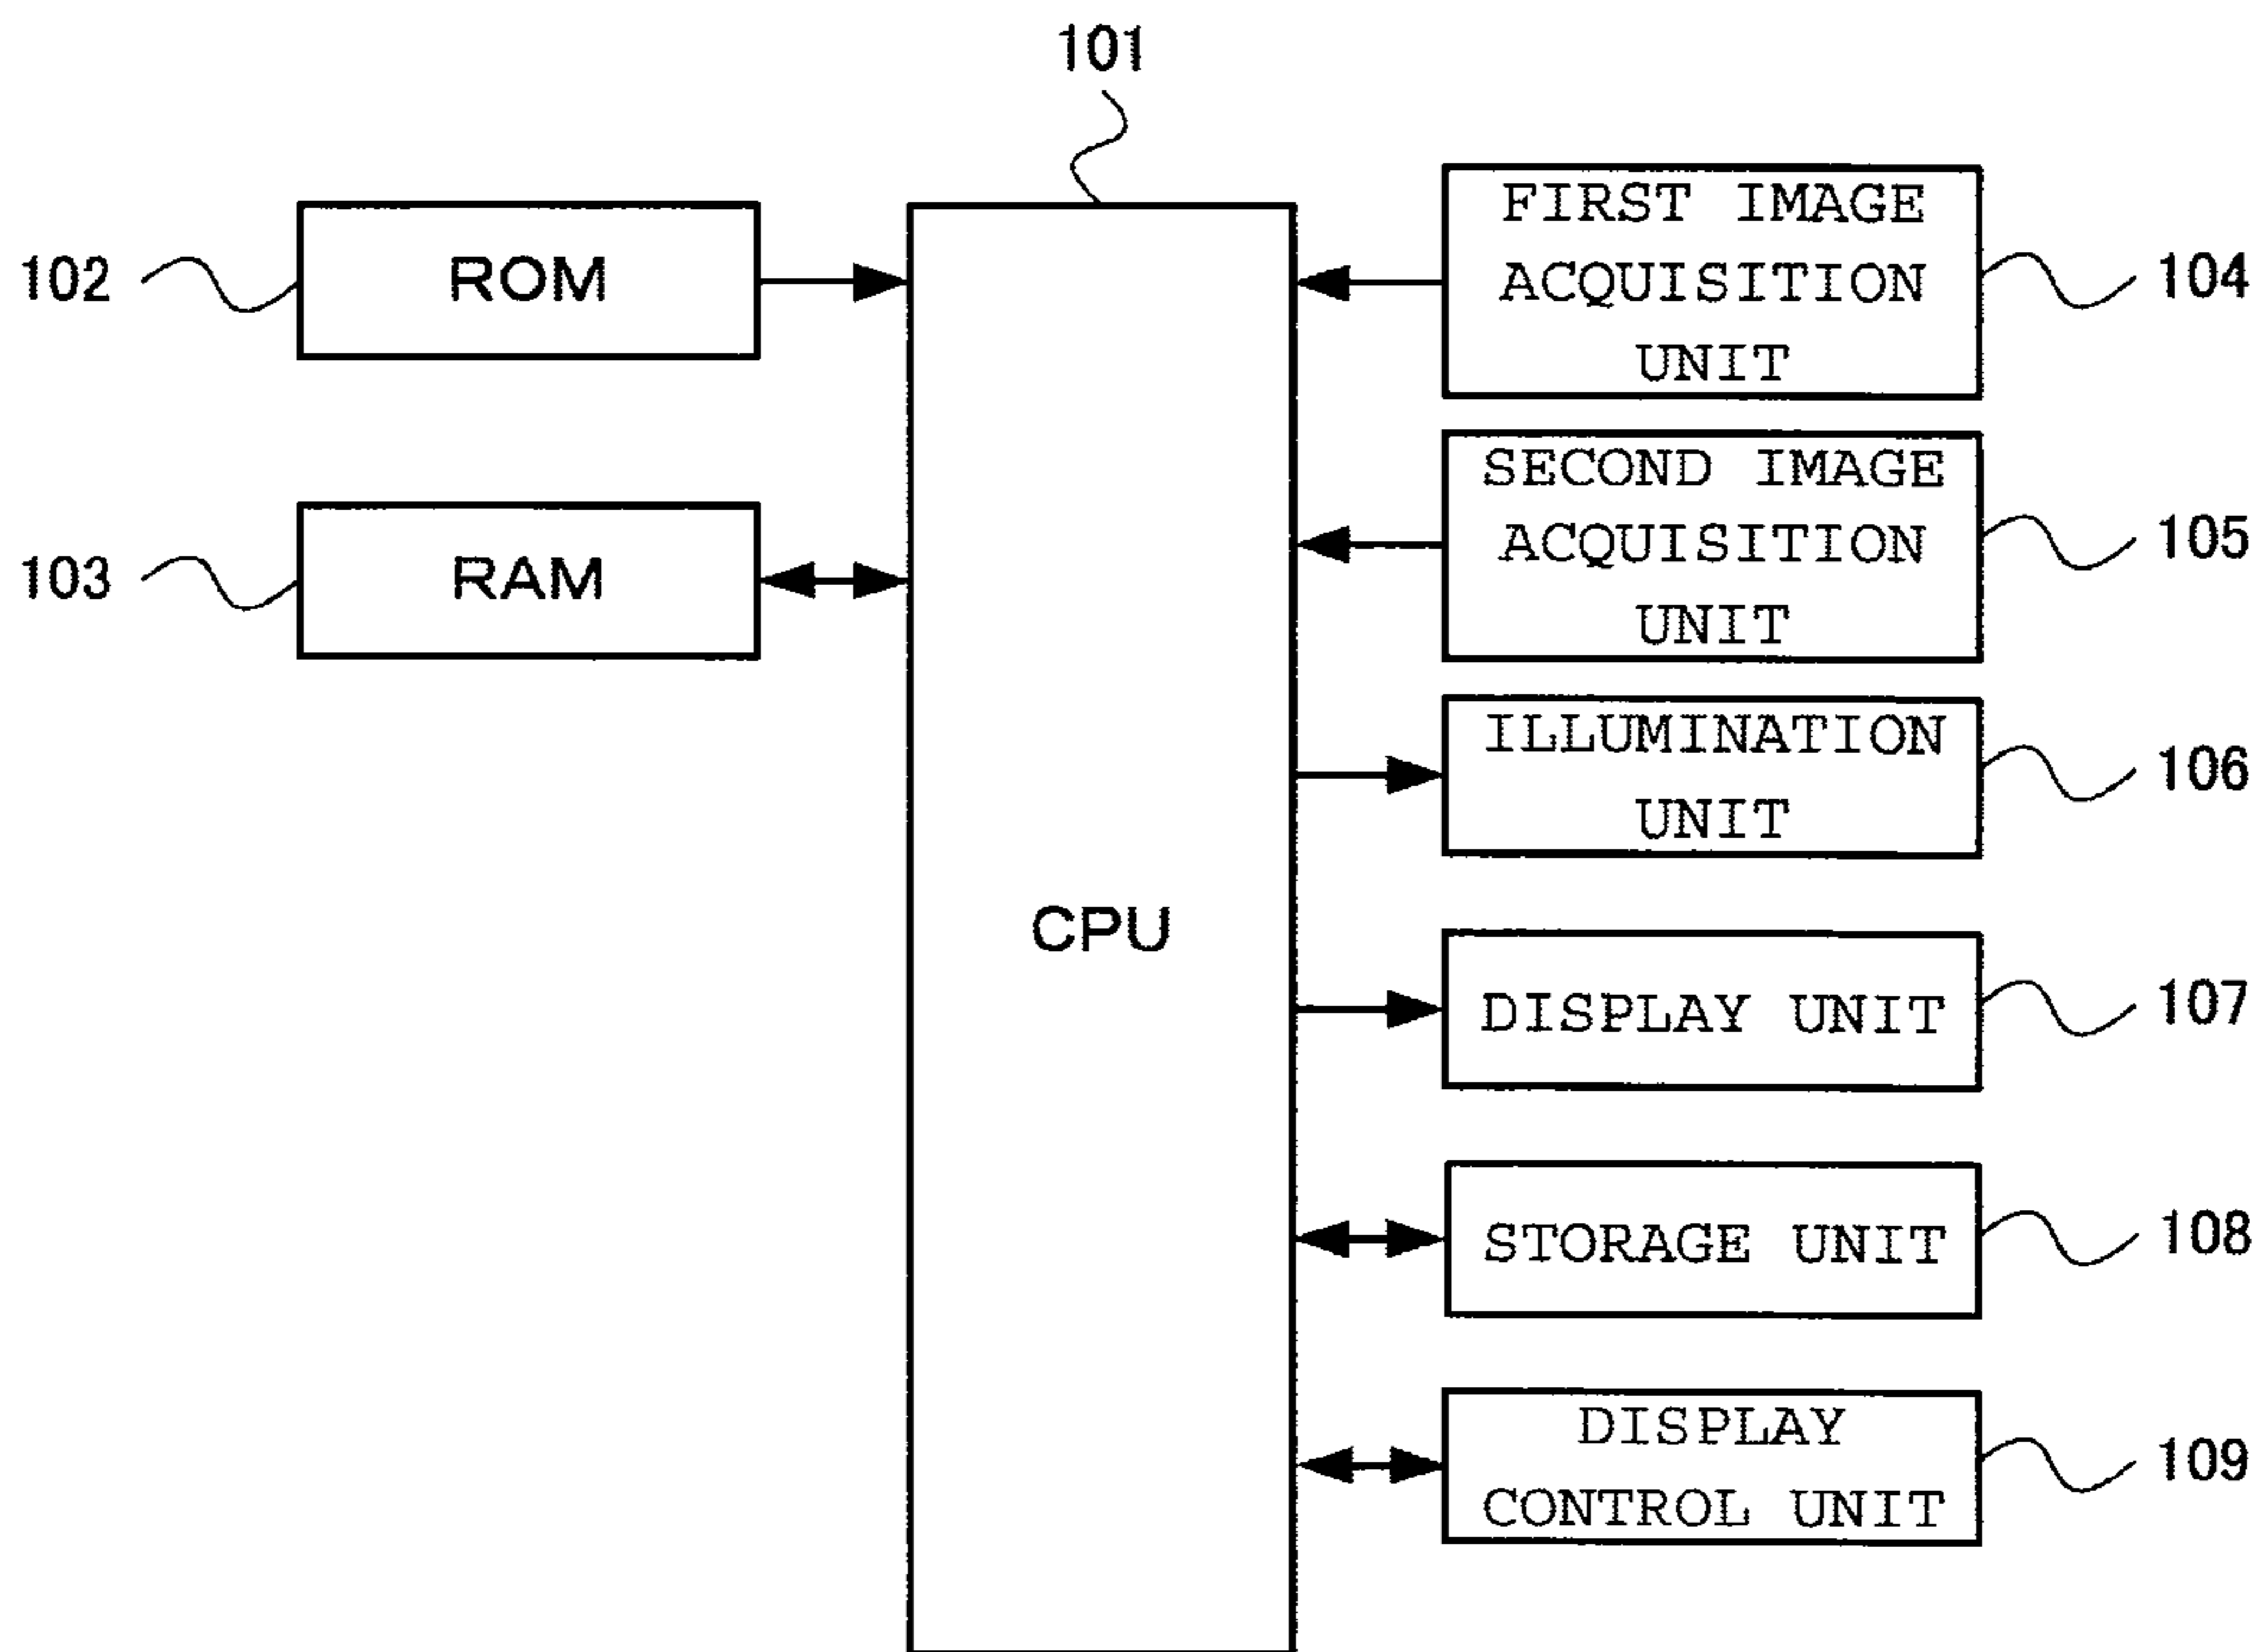 101
102
ROM
103
RAM
CPU
FIRST IMAGE
ACQUISITION
UNIT
104
SECOND IMAGE
ACQUISITION
UNIT
105
ILLUMINATION
UNIT
106
DISPLAY UNIT
107
STORAGE UNIT
108
DISPLAY
CONTROL UNIT
109